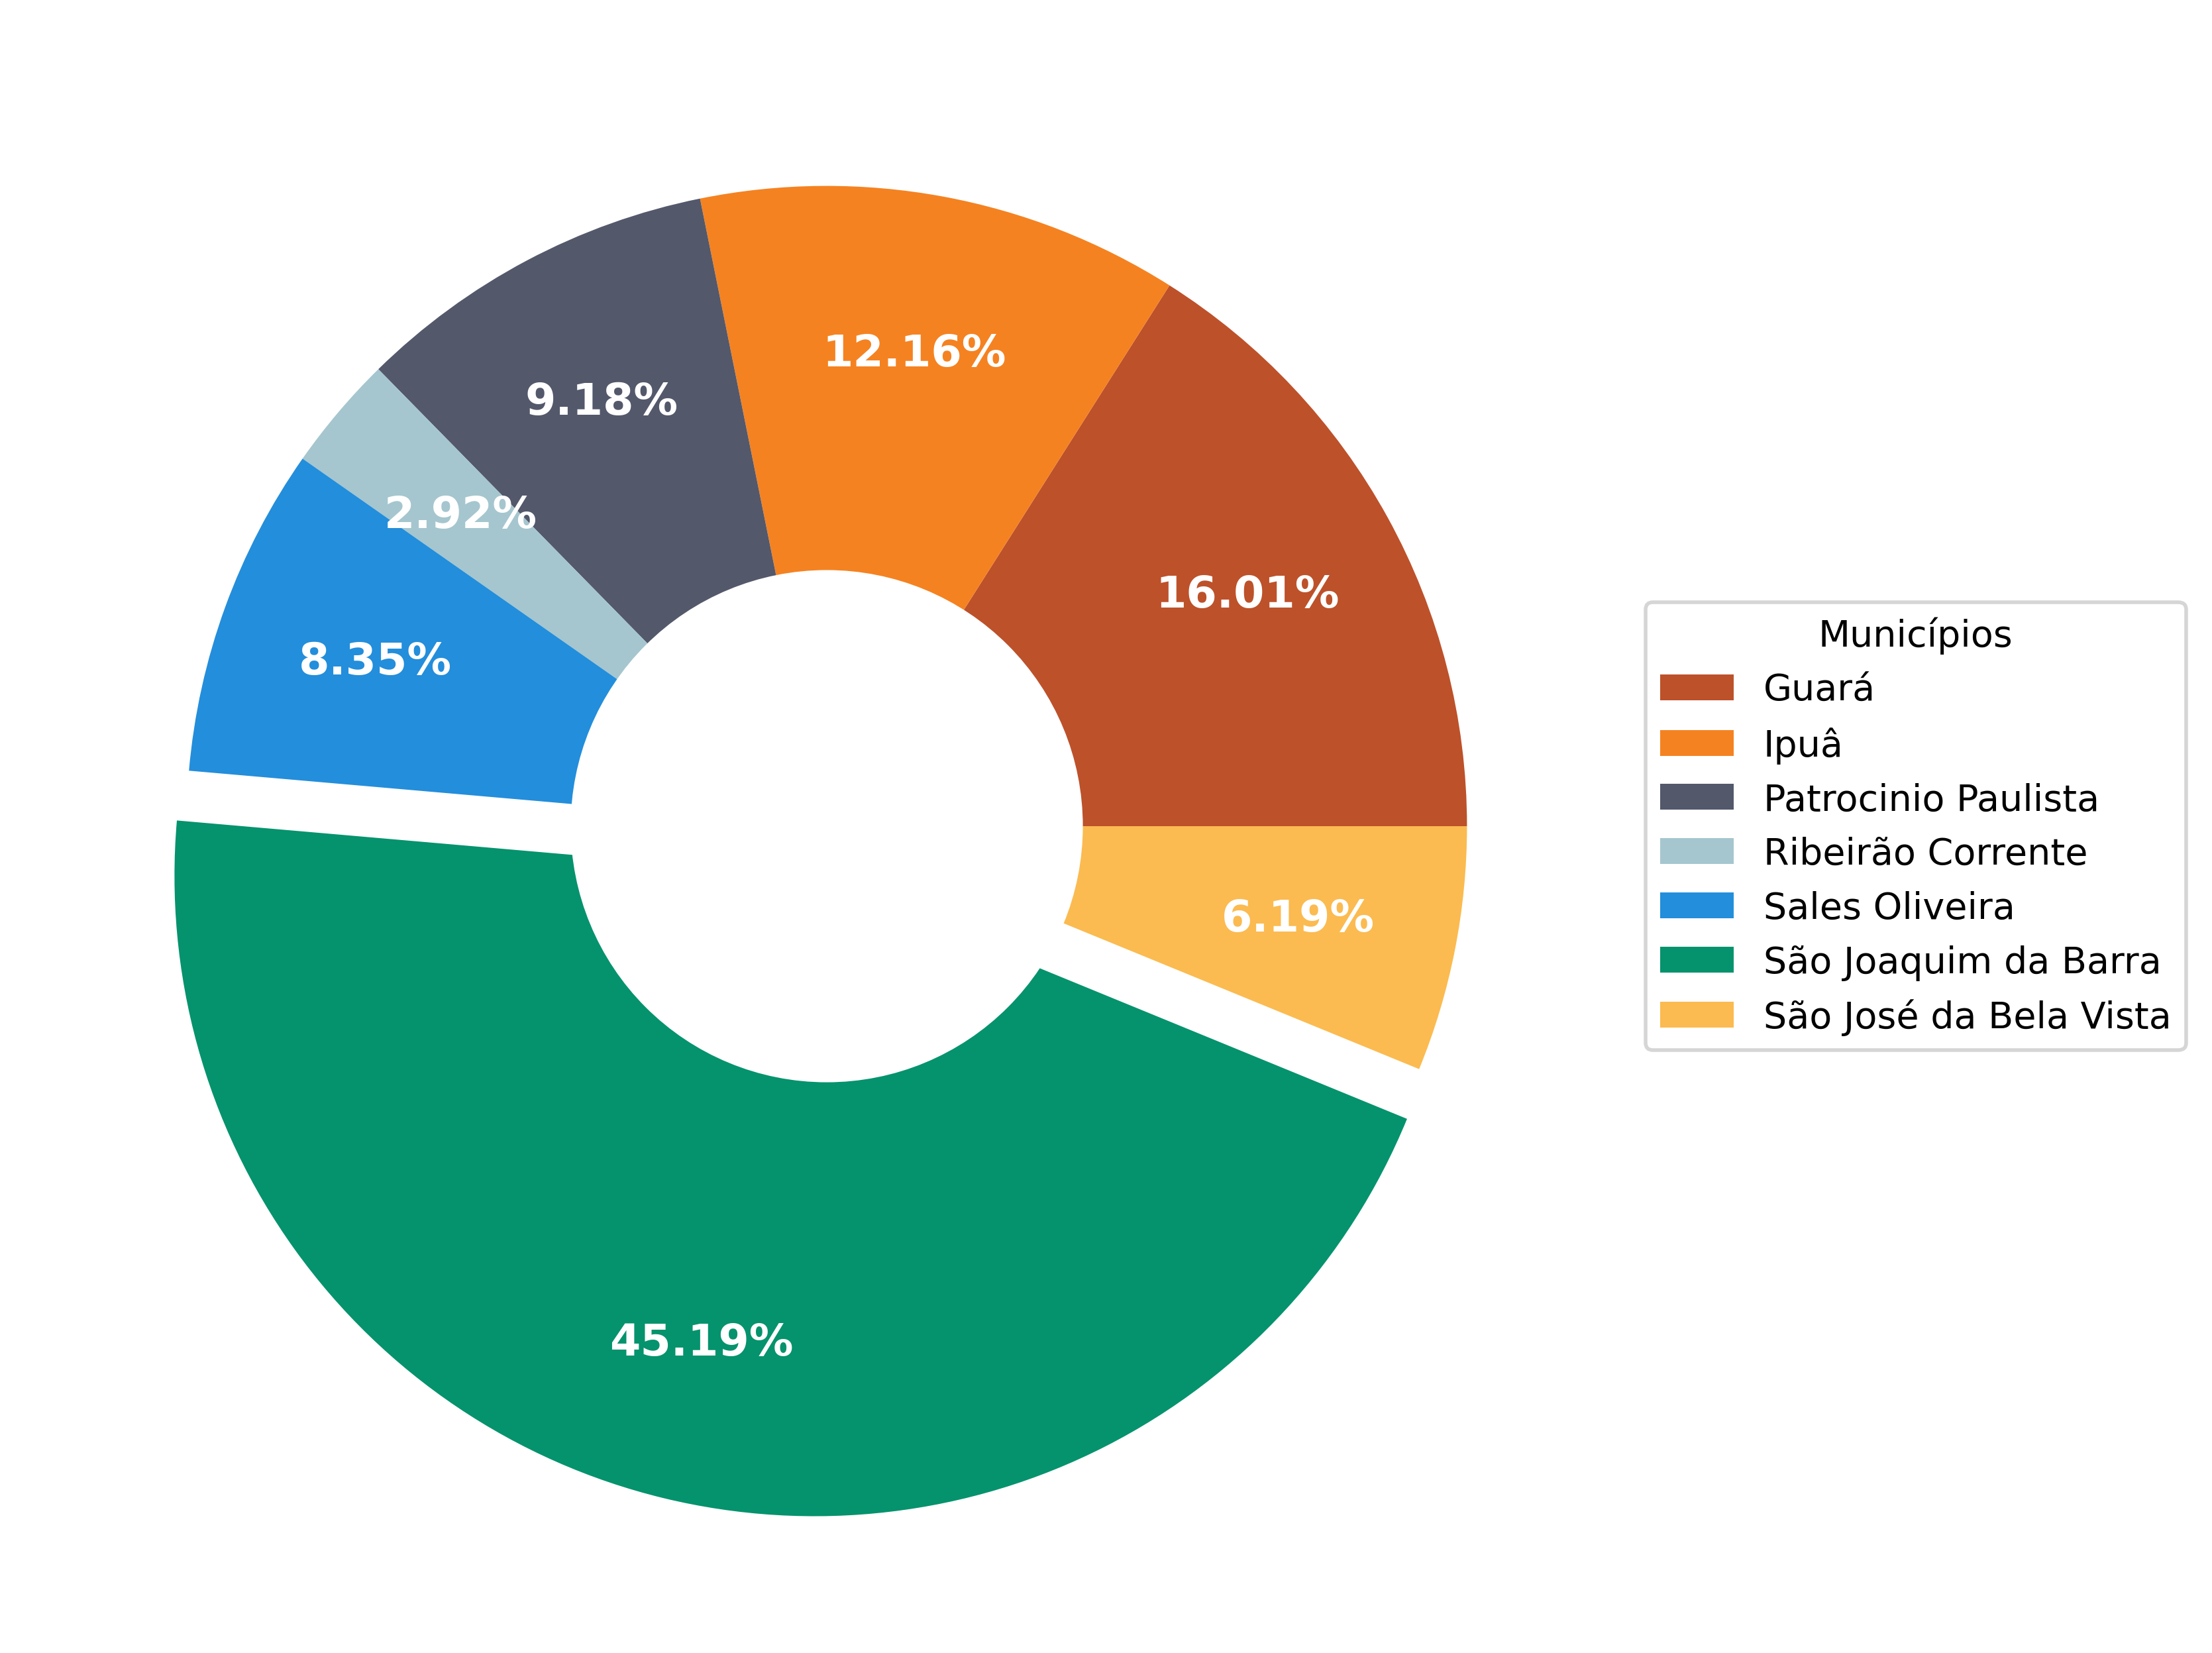 12.16%
9.18%
2.92%
16.01%
8.35%
6.19%
45.19%
Municípios
Guará
Ipuâ
Patrocinio Paulista
Ribeirão Corrente
Sales Oliveira
São Joaquim da Barra
São José da Bela Vista